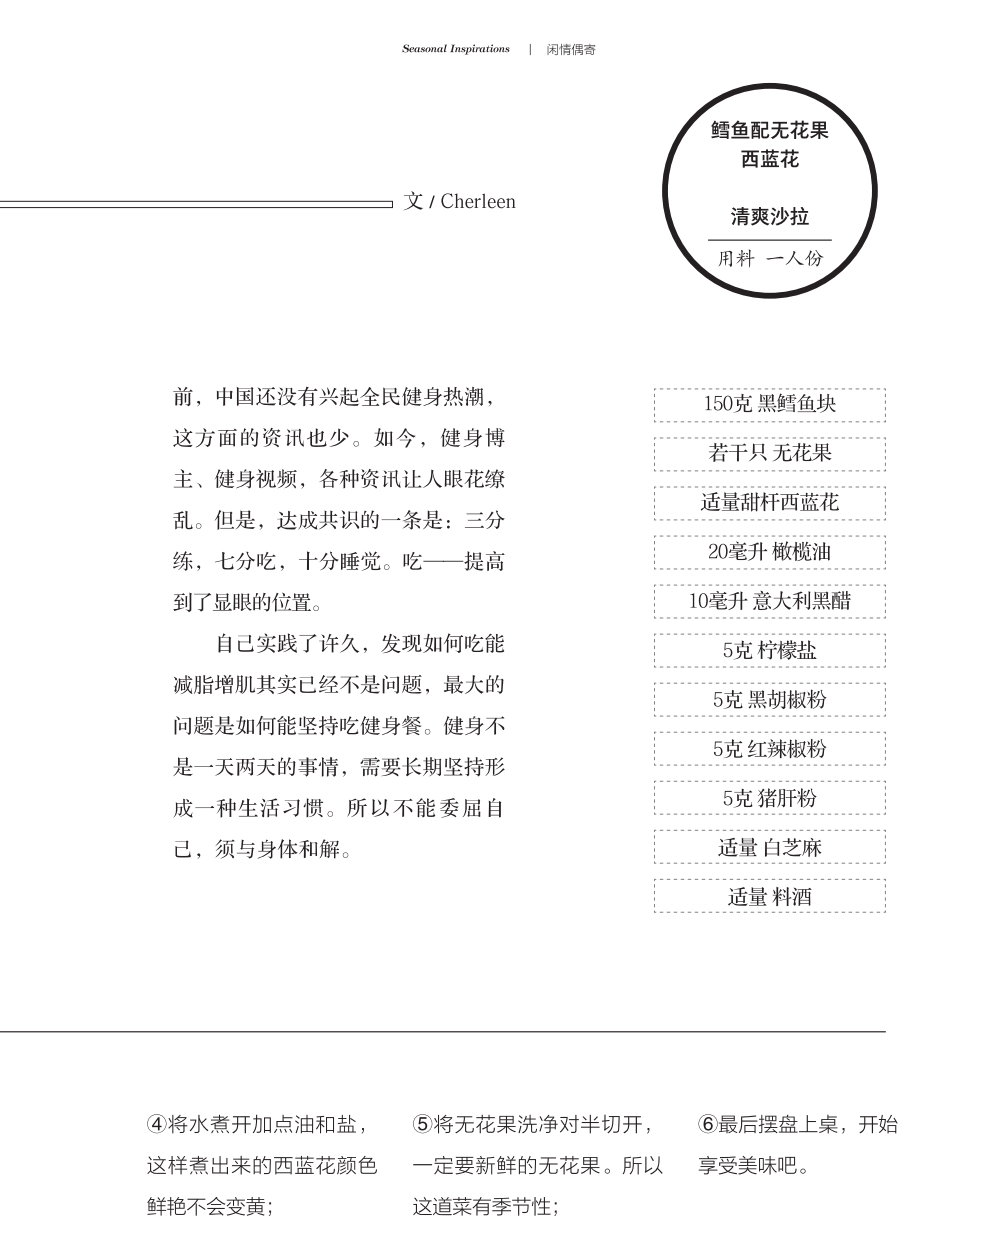 Seasonal Inspirations | 闲情偶寄
鳕鱼配无花果
西蓝花
清爽沙拉
用料 一人份
文 / Cherleen
前，中国还没有兴起全民健身热潮，
这方面的资讯也少。如今，健身博
主、健身视频，各种资讯让人眼花缭
乱。但是，达成共识的一条是：三分
练，七分吃，十分睡觉。吃——提高
到了显眼的位置。
自己实践了许久，发现如何吃能
减脂增肌其实已经不是问题，最大的
问题是如何能坚持吃健身餐。健身不
是一天两天的事情，需要长期坚持形
成一种生活习惯。所以不能委屈自
己，须与身体和解。
150克 黑鳕鱼块
若干只 无花果
适量甜杆西蓝花
20毫升 橄榄油
10毫升 意大利黑醋
5克 柠檬盐
5克 黑胡椒粉
5克 红辣椒粉
5克 猪肝粉
适量 白芝麻
适量 料酒
④将水煮开加点油和盐，
这样煮出来的西蓝花颜色
鲜艳不会变黄；
⑤将无花果洗净对半切开，
一定要新鲜的无花果。所以
这道菜有季节性；
⑥最后摆盘上桌，开始
享受美味吧。